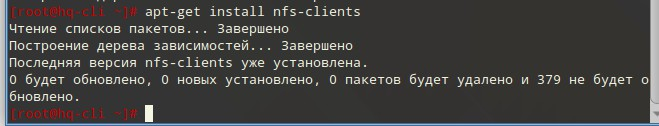 [root@hq-cli ~]# apt-get install nfs-clients
Чтение списков пакетов... Завершено
Построение дерева зависимостей... Завершено
Последняя версия nfs-clients уже установлена.
0 будет обновлено, 0 новых установлено, 0 пакетов будет удалено и 379 не будет о
бновлено.
[root@hq-cli ~]#